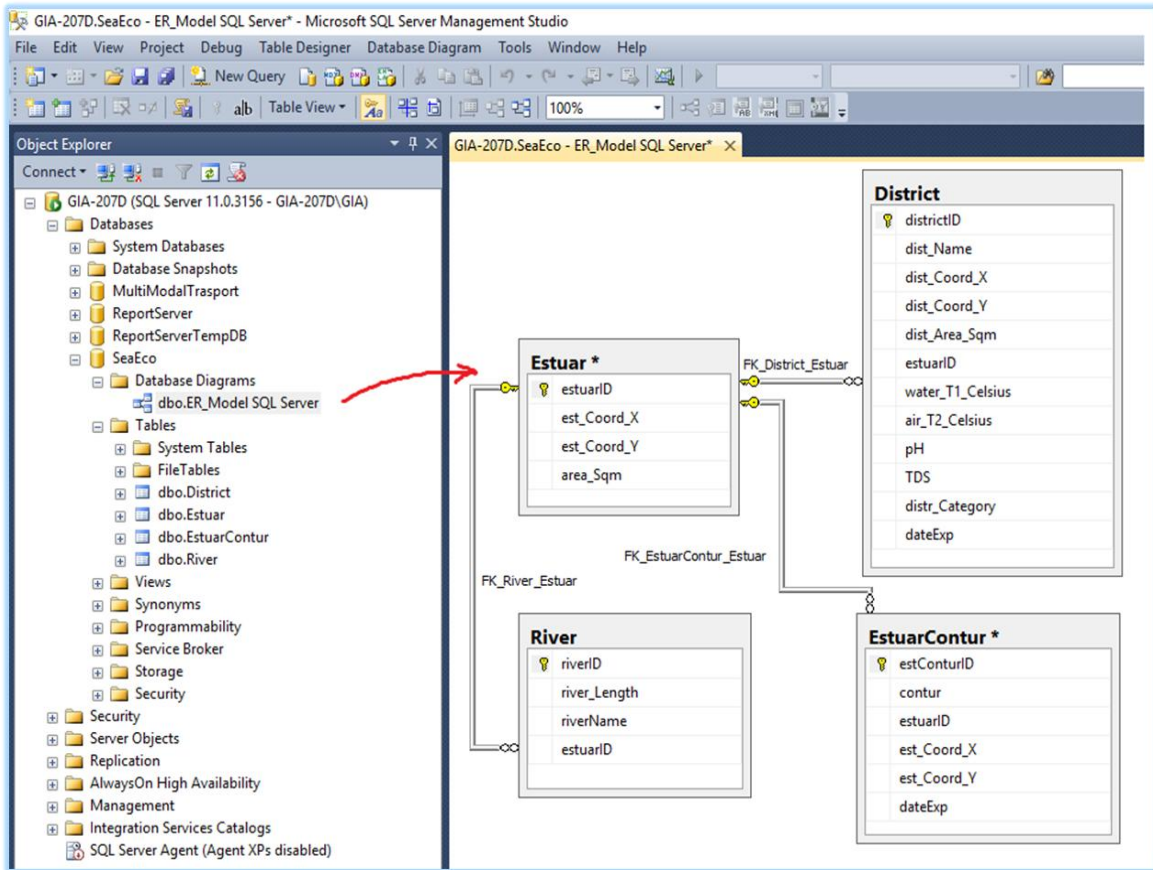 GIA-207D.SeaEco - ER_Model SQL Server* - Microsoft SQL Server Management Studio
File Edit View Project Debug Table Designer Database Diagram Tools Window Help
New Query
Table View 100%
Object Explorer
Connect
GIA-207D (SQL Server 11.0.3156 - GIA-207D\GIA)
Databases
System Databases
Database Snapshots
MultiModalTrasport
ReportServer
ReportServerTempDB
SeaEco
Database Diagrams
dbo.ER_Model SQL Server
Tables
System Tables
FileTables
dbo.District
dbo.Estuar
dbo.EstuarContur
dbo.River
Views
Synonyms
Programmability
Service Broker
Storage
Security
Security
Server Objects
Replication
AlwaysOn High Availability
Management
Integration Services Catalogs
SQL Server Agent (Agent XPs disabled)
GIA-207D.SeaEco - ER_Model SQL Server*
Estuar *
estuarID
est_Coord_X
est_Coord_Y
area_Sqm
FK_District_Estuar
District
districtID
dist_Name
dist_Coord_X
dist_Coord_Y
dist_Area_Sqm
estuarID
water_T1_Celsius
air_T2_Celsius
pH
TDS
distr_Category
dateExp
FK_EstuarContur_Estuar
FK_River_Estuar
River
riverID
river_Length
riverName
estuarID
EstuarContur *
estConturID
contur
estuarID
est_Coord_X
est_Coord_Y
dateExp